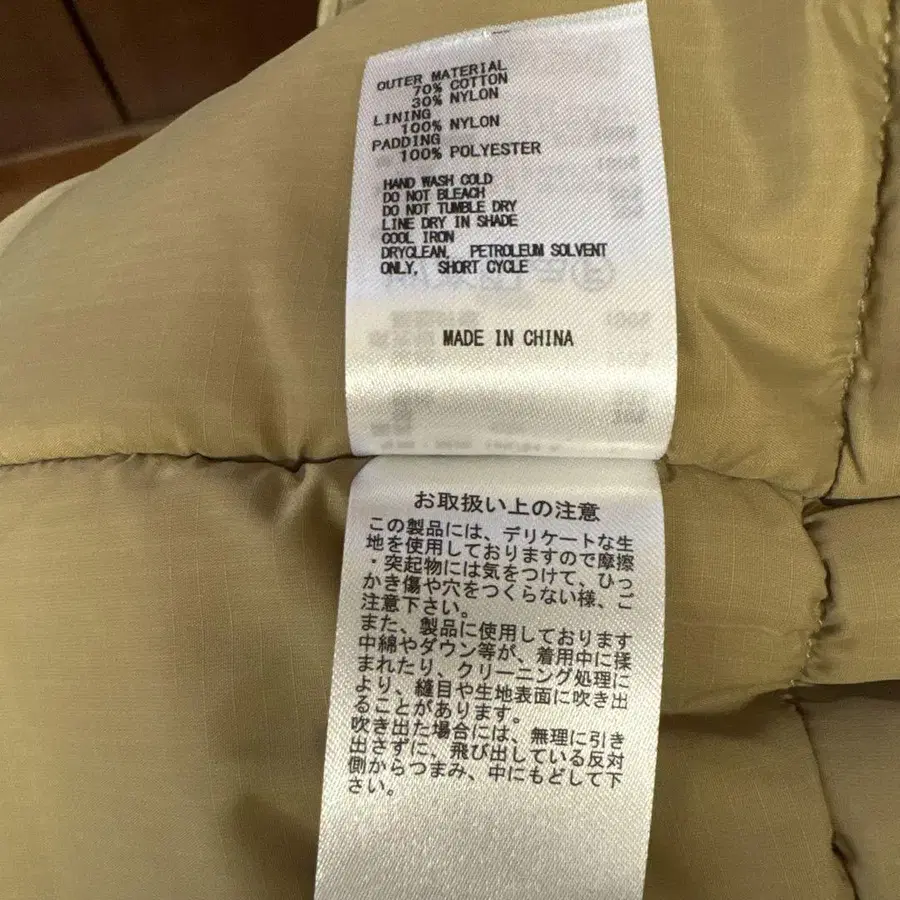 OUTER MATERIAL
70% COTTON
30% NYLON
LINING
100% NYLON
PADDING
100% POLYESTER
HAND WASH COLD
DO NOT BLEACH
DO NOT TUMBLE DRY
LINE DRY IN SHADE
COOL IRON
DRYCLEAN, PETROLEUM SOLVENT
ONLY, SHORT CYCLE
MADE IN CHINA
お取扱い上の注意
この製品には、デリケートな生
地を使用しておりますので摩擦
・突起物には気をつけて、ひっ
かき傷や穴をつくらない様、ご
注意下さい。
また、製品に使用しております
中綿やダウン等が、着用中に揉
まれたり、クリーニング処理に
より、縫目や生地表面に吹き出
ることがあります。
吹き出た場合には、無理に引き
出さずに、飛び出している反対
側からつまみ、中にもどして下
さい。